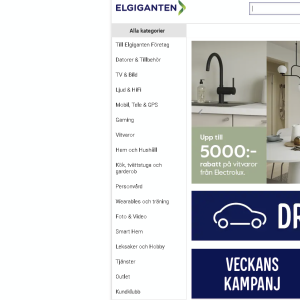 ELGIGANTEN
Alla kategorier
Till Elgiganten Företag
Datorer & Tillbehör
TV & Bild
Ljud & HiFi
Mobil, Tele & GPS
Gaming
Vitvaror
Hem och Hushåll
Kök, tvättstuga och
garderob
Personvård
Wearables och träning
Foto & Video
Smart Hem
Leksaker och Hobby
Tjänster
Outlet
Kundklubb
Upp till
5000:-
rabatt på vitvaror
från Electrolux.
DR
VECKANS
KAMPANJ